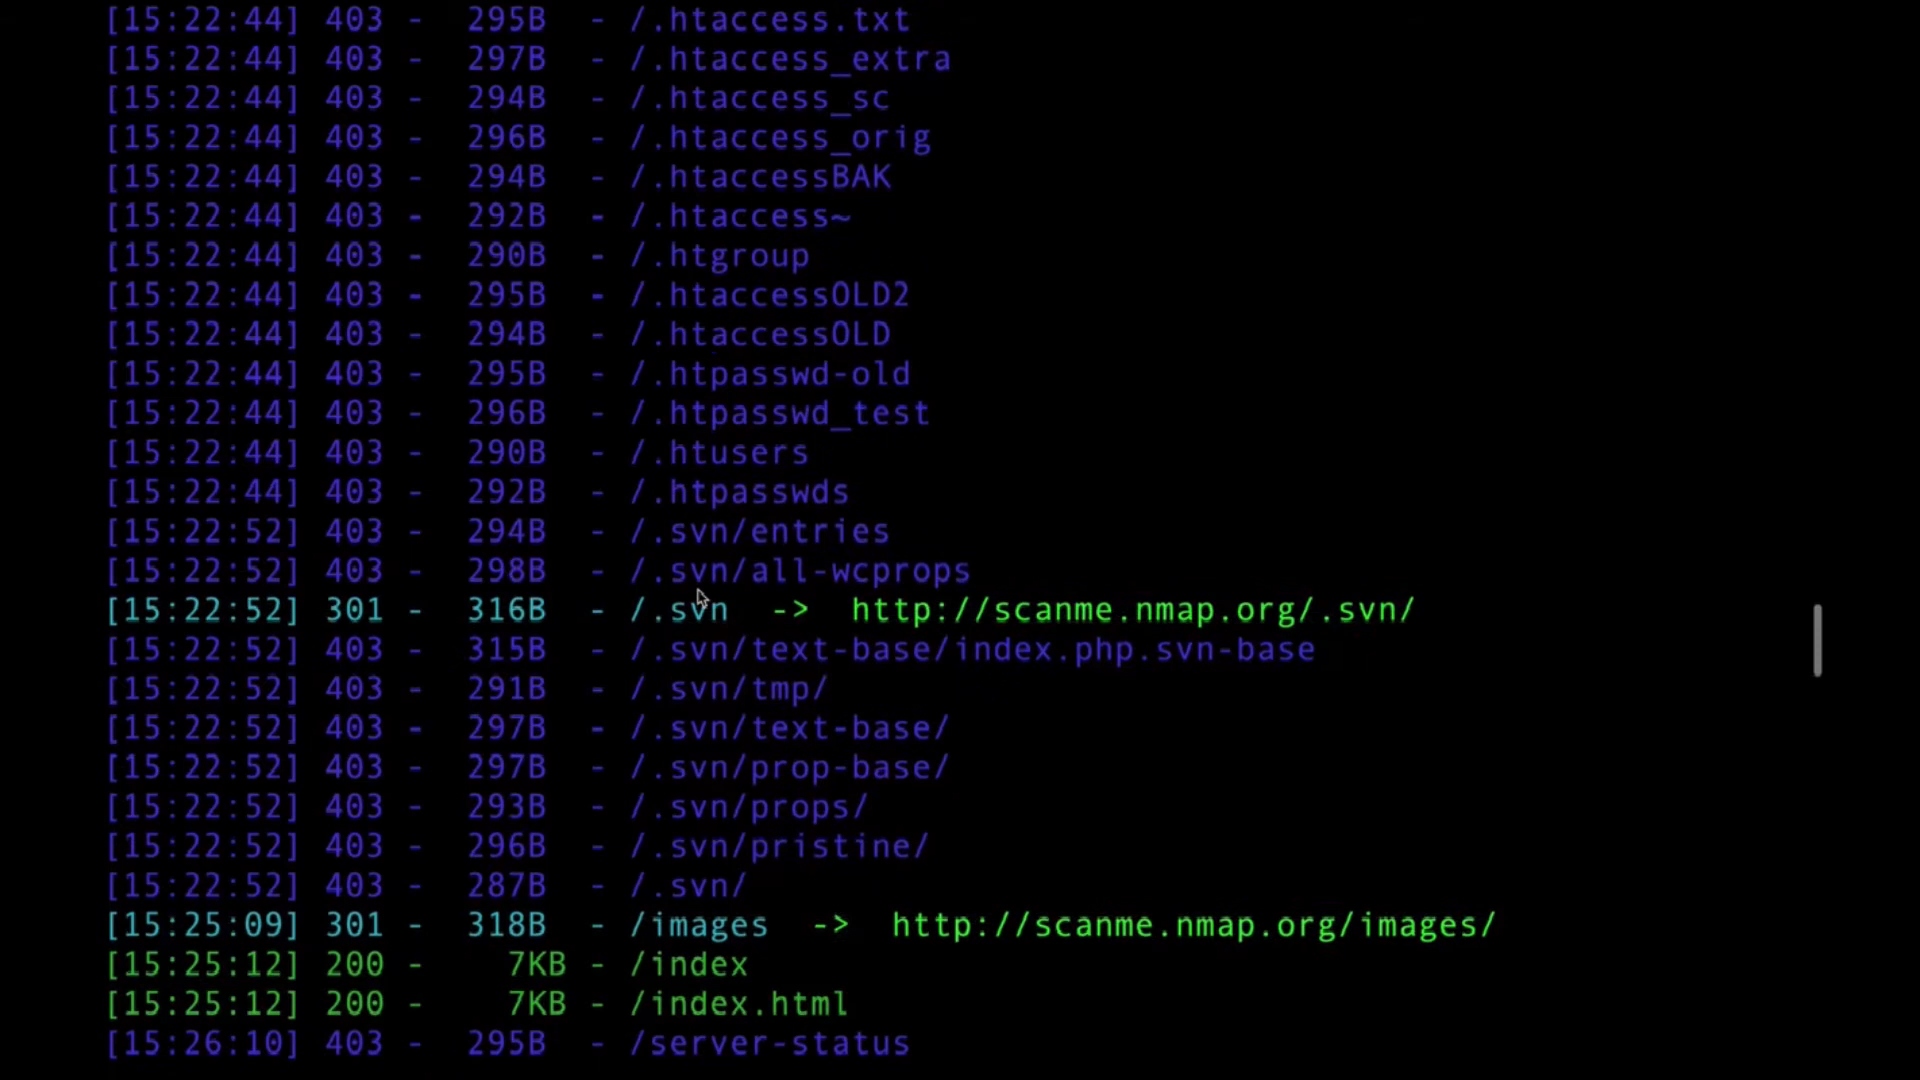 [15:22:44] 403 -  295B  - /.htaccess.txt
[15:22:44] 403 -  297B  - /.htaccess_extra
[15:22:44] 403 -  294B  - /.htaccess_sc
[15:22:44] 403 -  296B  - /.htaccess_orig
[15:22:44] 403 -  294B  - /.htaccessBAK
[15:22:44] 403 -  292B  - /.htaccess~
[15:22:44] 403 -  290B  - /.htgroup
[15:22:44] 403 -  295B  - /.htaccessOLD2
[15:22:44] 403 -  294B  - /.htaccessOLD
[15:22:44] 403 -  295B  - /.htpasswd-old
[15:22:44] 403 -  296B  - /.htpasswd_test
[15:22:44] 403 -  290B  - /.htusers
[15:22:44] 403 -  292B  - /.htpasswds
[15:22:52] 403 -  294B  - /.svn/entries
[15:22:52] 403 -  298B  - /.svn/all-wcprops
[15:22:52] 301 -  316B  - /.svn  ->  http://scanme.nmap.org/.svn/
[15:22:52] 403 -  315B  - /.svn/text-base/index.php.svn-base
[15:22:52] 403 -  291B  - /.svn/tmp/
[15:22:52] 403 -  297B  - /.svn/text-base/
[15:22:52] 403 -  297B  - /.svn/prop-base/
[15:22:52] 403 -  293B  - /.svn/props/
[15:22:52] 403 -  296B  - /.svn/pristine/
[15:22:52] 403 -  287B  - /.svn/
[15:25:09] 301 -  318B  - /images  ->  http://scanme.nmap.org/images/
[15:25:12] 200 -    7KB - /index
[15:25:12] 200 -    7KB - /index.html
[15:26:10] 403 -  295B  - /server-status